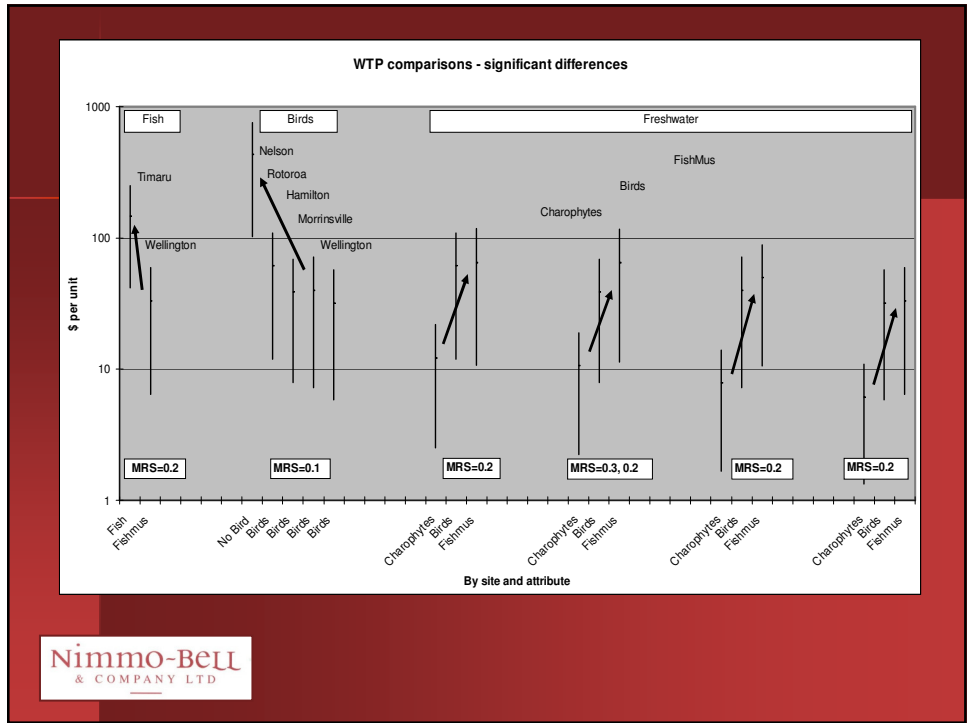 WTP comparisons - significant differences
1000
100
10
1
$ per unit
Fish
Birds
Freshwater
Timaru
Wellington
Nelson
Rotoroa
Hamilton
Morrinsville
Wellington
Charophytes
Birds
FishMus
MRS=0.2
MRS=0.1
MRS=0.2
MRS=0.3, 0.2
MRS=0.2
MRS=0.2
Fish
Fishmus
No Bird
Birds
Birds
Birds
Birds
Charophytes
Birds
Fishmus
Charophytes
Birds
Fishmus
Charophytes
Birds
Fishmus
Charophytes
Birds
Fishmus
By site and attribute
Nimmo-Bell
& COMPANY LTD